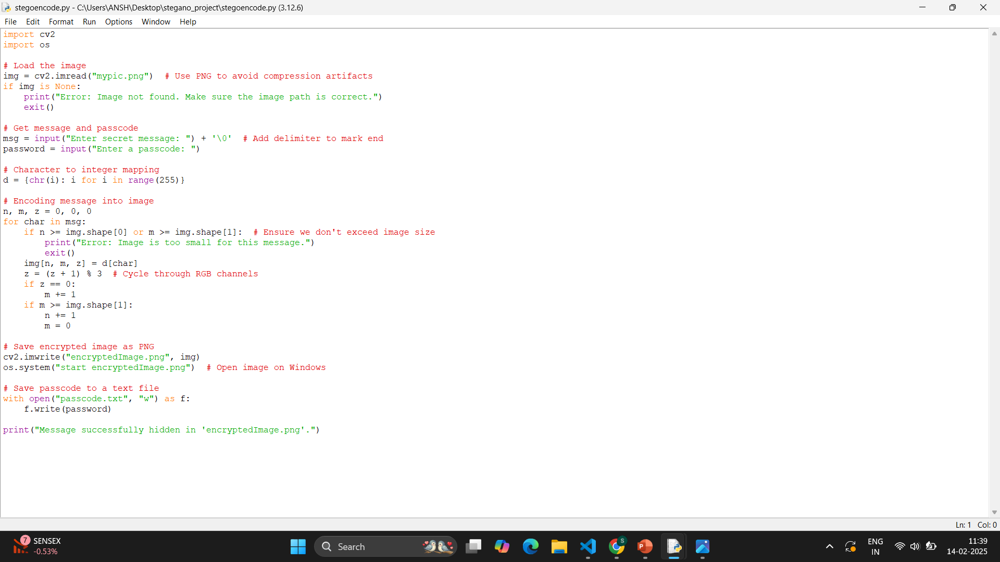 stegoencode.py - C:\Users\ANSH\Desktop\stegano_project\stegoencode.py (3.12.6)
File Edit Format Run Options Window Help
import cv2
import os

# Load the image
img = cv2.imread("mypic.png")  # Use PNG to avoid compression artifacts
if img is None:
    print("Error: Image not found. Make sure the image path is correct.")
    exit()

# Get message and passcode
msg = input("Enter secret message: ") + '\0'  # Add delimiter to mark end
password = input("Enter a passcode: ")

# Character to integer mapping
d = {chr(i): i for i in range(255)}

# Encoding message into image
n, m, z = 0, 0, 0
for char in msg:
    if n >= img.shape[0] or m >= img.shape[1]:  # Ensure we don't exceed image size
        print("Error: Image is too small for this message.")
        exit()
    img[n, m, z] = d[char]
    z = (z + 1) % 3  # Cycle through RGB channels
    if z == 0:
        m += 1
    if m >= img.shape[1]:
        n += 1
        m = 0

# Save encrypted image as PNG
cv2.imwrite("encryptedImage.png", img)
os.system("start encryptedImage.png")  # Open image on Windows

# Save passcode to a text file
with open("passcode.txt", "w") as f:
    f.write(password)

print("Message successfully hidden in 'encryptedImage.png'.")
Ln: 1 Col: 0
7
SENSEX
-0.53%
Search
S
P
ENG
IN
11:39
14-02-2025